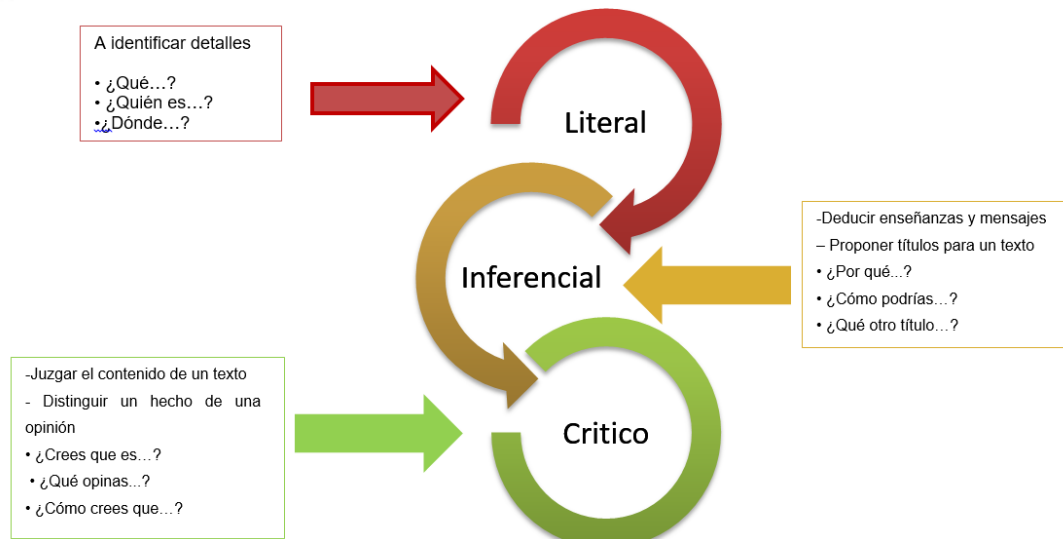 A identificar detalles
• ¿Qué…?
• ¿Quién es…?
•¿Dónde…?
Literal
-Deducir enseñanzas y mensajes
– Proponer títulos para un texto
• ¿Por qué...?
• ¿Cómo podrías…?
• ¿Qué otro título…?
Inferencial
-Juzgar el contenido de un texto
- Distinguir un hecho de una
opinión
• ¿Crees que es…?
• ¿Qué opinas...?
• ¿Cómo crees que…?
Critico